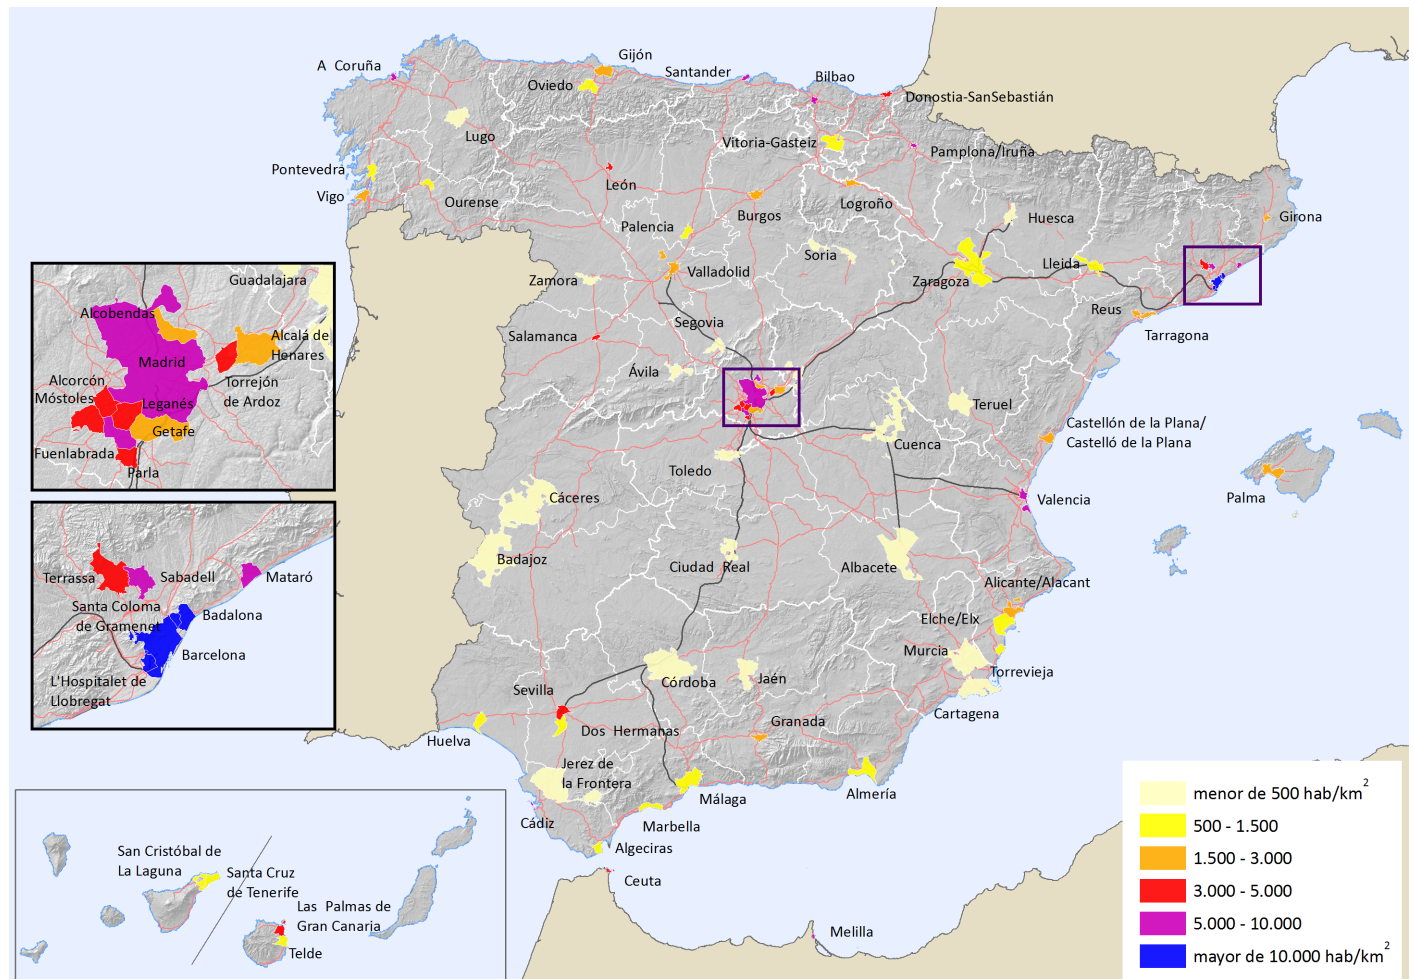 Gijón
A Coruña
Santander
Bilbao
Oviedo
Donostia-SanSebastián
Lugo
Vitoria-Gasteiz
Pamplona/Iruña
Pontevedra
León
Vigo
Ourense
Burgos
Logroño
Huesca
Girona
Palencia
Soria
Valladolid
Lleida
Zamora
Zaragoza
Reus
Segovia
Tarragona
Salamanca
Ávila
Teruel
Castellón de la Plana/
Castelló de la Plana
Cuenca
Toledo
Cáceres
Palma
Valencia
Badajoz
Ciudad Real
Albacete
Alicante/Alacant
Elche/Elx
Murcia
Torrevieja
Córdoba
Jaén
Sevilla
Cartagena
Granada
Dos Hermanas
Huelva
Jerez de
la Frontera
Málaga
Almería
Cádiz
Marbella
Algeciras
Ceuta
Melilla
Guadalajara
Alcobendas
Alcalá de
Henares
Madrid
Alcorcón
Torrejón
de Ardoz
Móstoles
Leganés
Getafe
Fuenlabrada
Parla
Terrassa
Sabadell
Mataró
Santa Coloma
de Gramenet
Badalona
Barcelona
L'Hospitalet de
Llobregat
San Cristóbal de
La Laguna
Santa Cruz
de Tenerife
Las Palmas de
Gran Canaria
Telde
menor de 500 hab/km²
500 - 1.500
1.500 - 3.000
3.000 - 5.000
5.000 - 10.000
mayor de 10.000 hab/km²